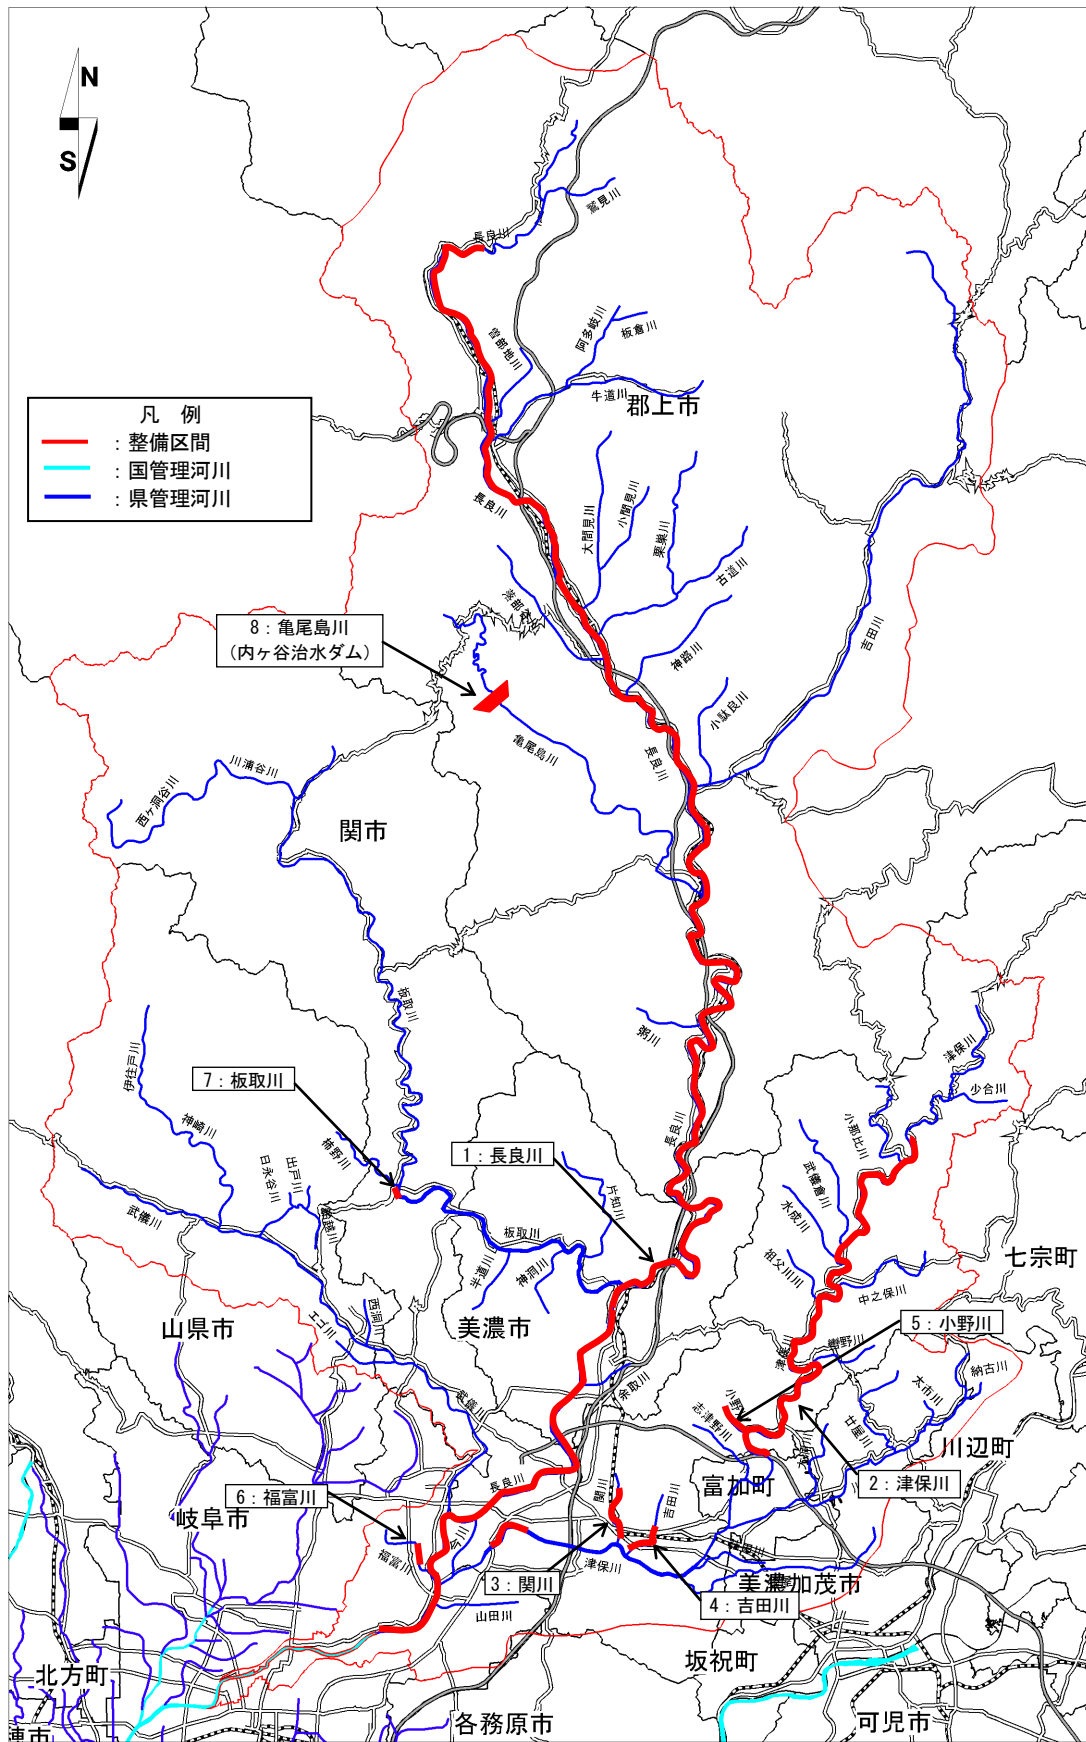 N
S
鷲見川
長良川
阿多岐川
板倉川
曽部地川
牛道川
郡上市
凡　例
：整備区間
：国管理河川
：県管理河川
長良川
大間見川
小間見川
栗巣川
古道川
8：亀尾島川
（内ヶ谷治水ダム）
吉田川
神路川
小駄良川
亀尾島川
長良川
川浦谷川
西ヶ洞谷川
関市
板取川
粥川
津保川
少合川
伊往戸川
7：板取川
神崎川
柿野川
1：長良川
長良川
小那比川
武儀倉川
片知川
出戸川
日永谷川
武儀川
水成川
板取川
祖父川
七宗町
半道川
神洞川
中之保川
西洞川
山県市
美濃市
5：小野川
津保川
納古川
余取川
大市川
小野川
志津野川
武儀川
川辺町
長良川
2：津保川
富加町
6：福富川
関川
吉田川
岐阜市
福富川
津保川
3：関川
美濃加茂市
4：吉田川
山田川
坂祝町
北方町
各務原市
可児市